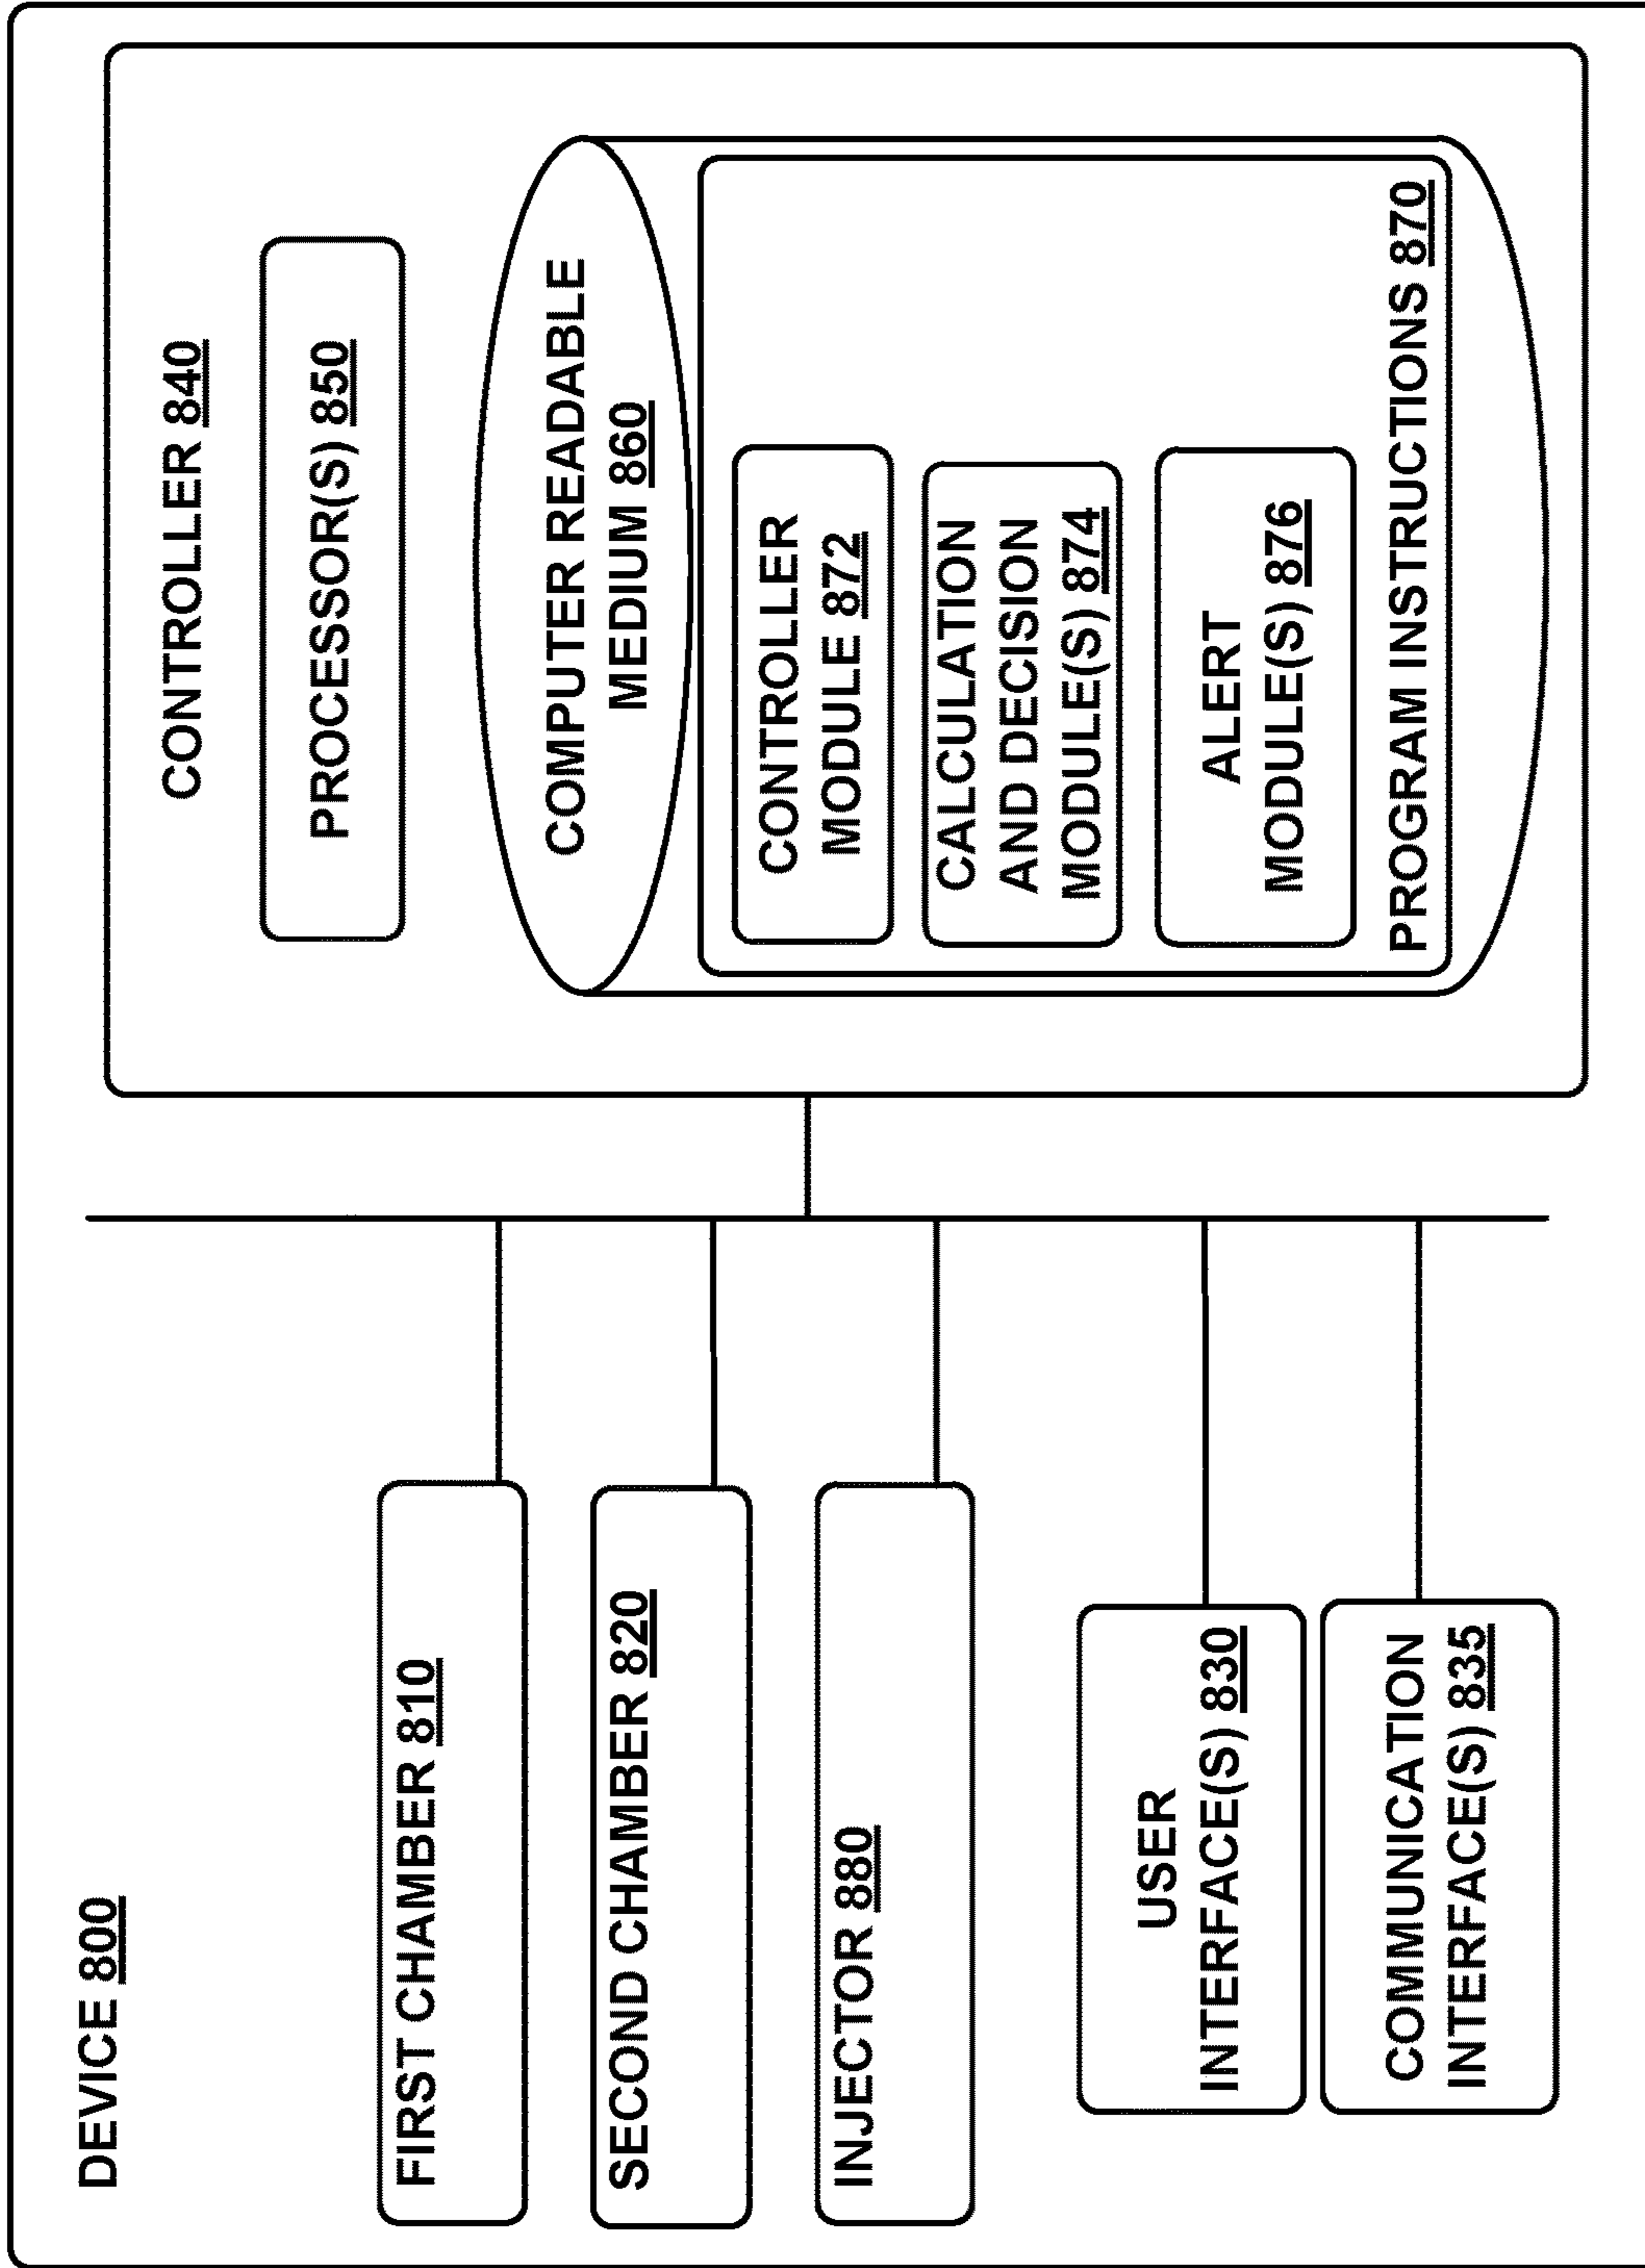 DEVICE 800
FIRST CHAMBER 810
SECOND CHAMBER 820
INJECTOR 880
USER
INTERFACE(S) 830
COMMUNICATION
INTERFACE(S) 835
CONTROLLER 840
PROCESSOR(S) 850
COMPUTER READABLE
MEDIUM 860
CONTROLLER
MODULE 872
CALCULATION
AND DECISION
MODULE(S) 874
ALERT
MODULE(S) 876
PROGRAM INSTRUCTIONS 870